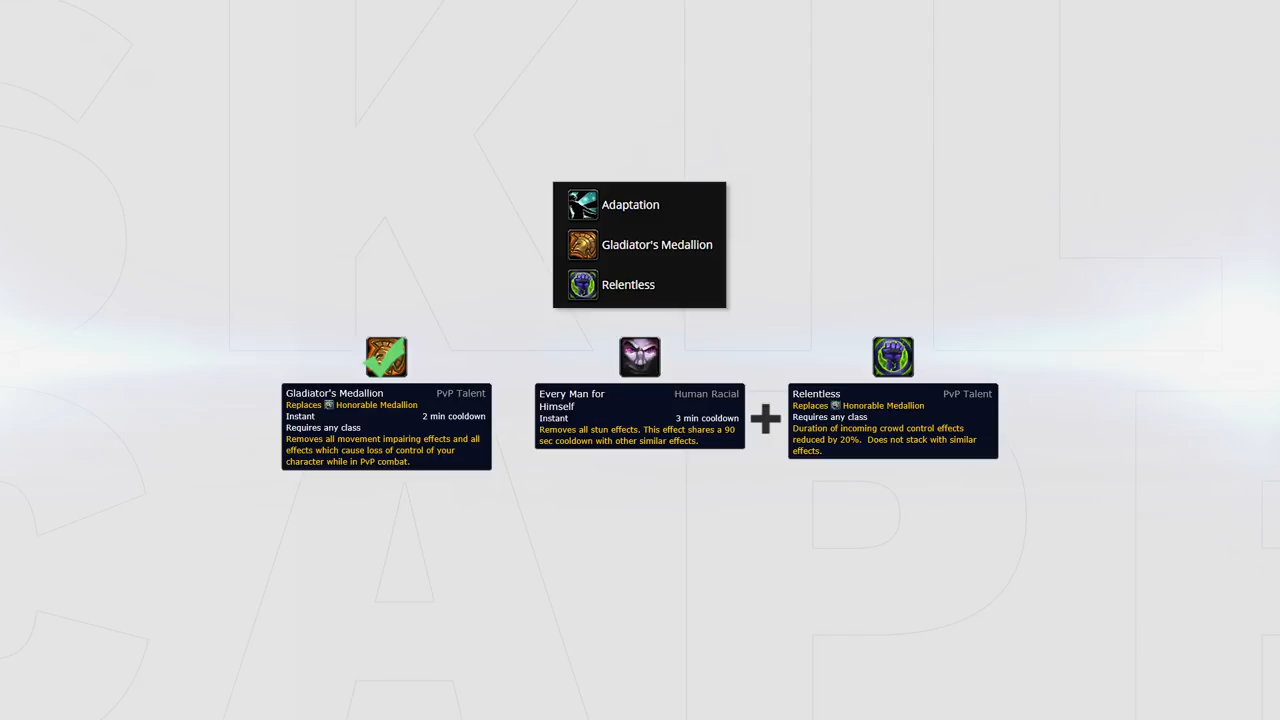 SKILL
CAPPE
Adaptation
Gladiator's Medallion
Relentless
Gladiator's Medallion PvP Talent
Replaces Honorable Medallion
Instant 2 min cooldown
Requires any class
Removes all movement impairing effects and all
effects which cause loss of control of your
character while in PvP combat.
Every Man for Human Racial
Himself
Instant 3 min cooldown
Removes all stun effects. This effect shares a 90
sec cooldown with other similar effects.
Relentless PvP Talent
Replaces Honorable Medallion
Requires any class
Duration of incoming crowd control effects
reduced by 20%. Does not stack with similar
effects.